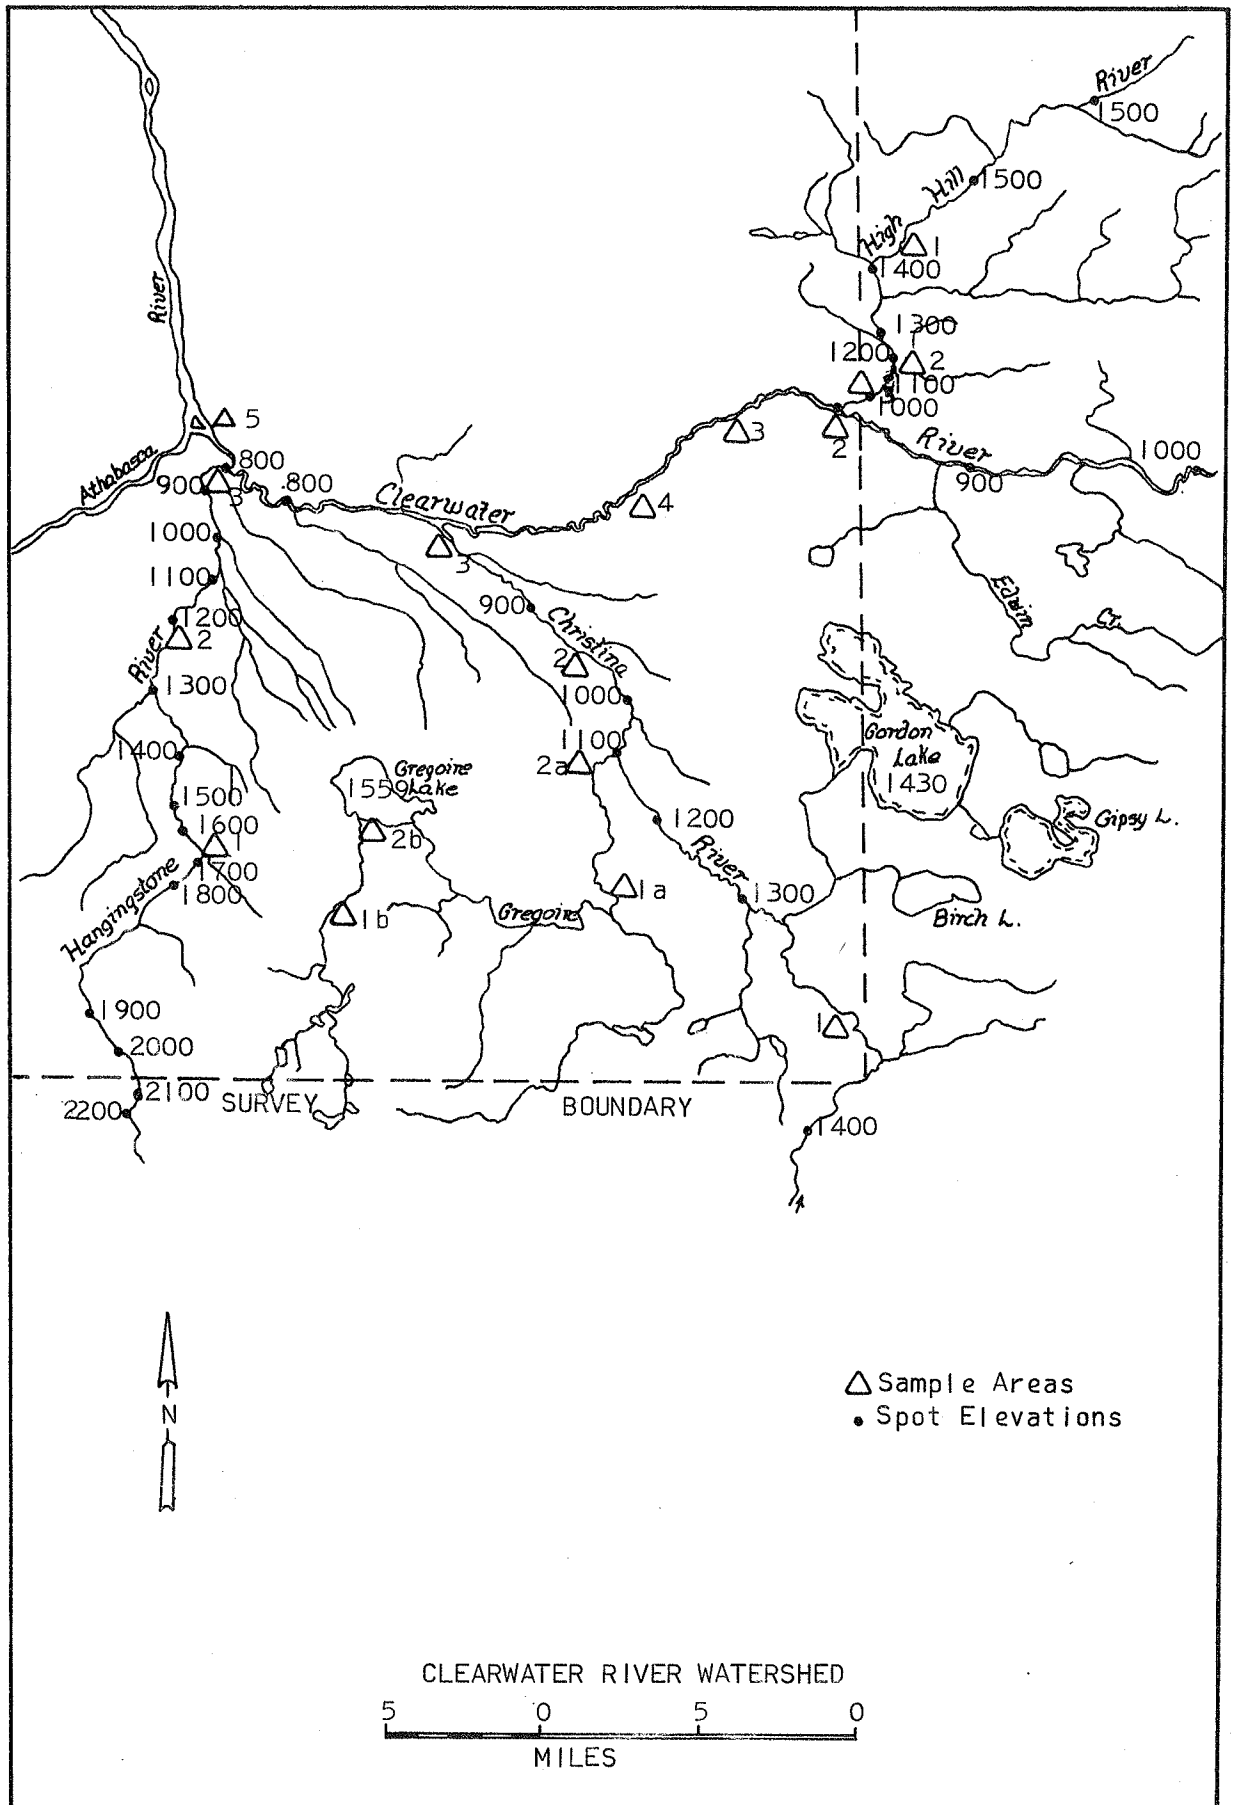 River
1500
Hill
1500
High
1
1400
River
1300
1200
2
1100
1000
5
3
2
River
1000
Athabasca
800
900
3
.800
Clearwater
900
4
1000
3
1100
900
Christina
Edwin
Cr.
1200
2
River
2
1000
1300
Gordon
Lake
1430
1400
1100
2a
Gregoire
Lake
1559
1500
1600
1
2b
1200
Gipsy L.
River
1700
1800
1a
1300
Hangingstone
1b
Gregoire
Birch L.
1900
1
2000
2100
SURVEY
BOUNDARY
2200
1400
N
Sample Areas
Spot Elevations
CLEARWATER RIVER WATERSHED
5 0 5 0
MILES